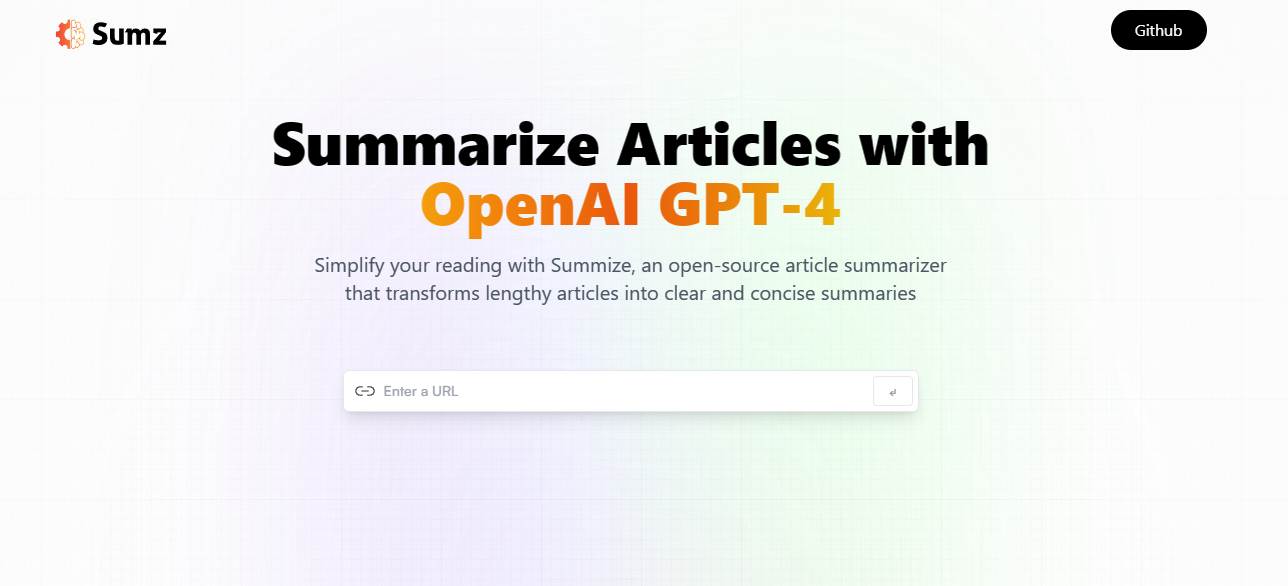 Sumz
Github
Summarize Articles with
OpenAI GPT-4
Simplify your reading with Summize, an open-source article summarizer
that transforms lengthy articles into clear and concise summaries
Enter a URL
↵